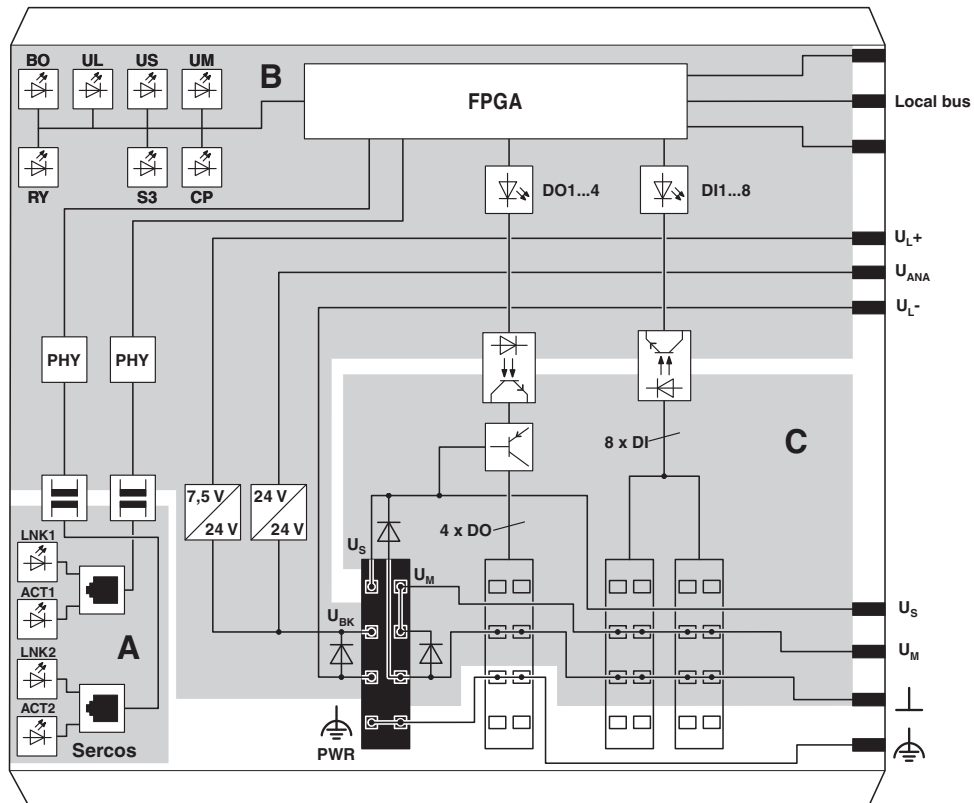 BO UL US UM
B
FPGA
Local bus
RY S3 CP
DO1...4
DI1...8
UL+
UANA
UL-
PHY PHY
8 x DI
C
7,5 V
24 V
24 V
24 V
4 x DO
LNK1
US
UM
ACT1
UBK
US
A
UM
LNK2
ACT2
Sercos
PWR